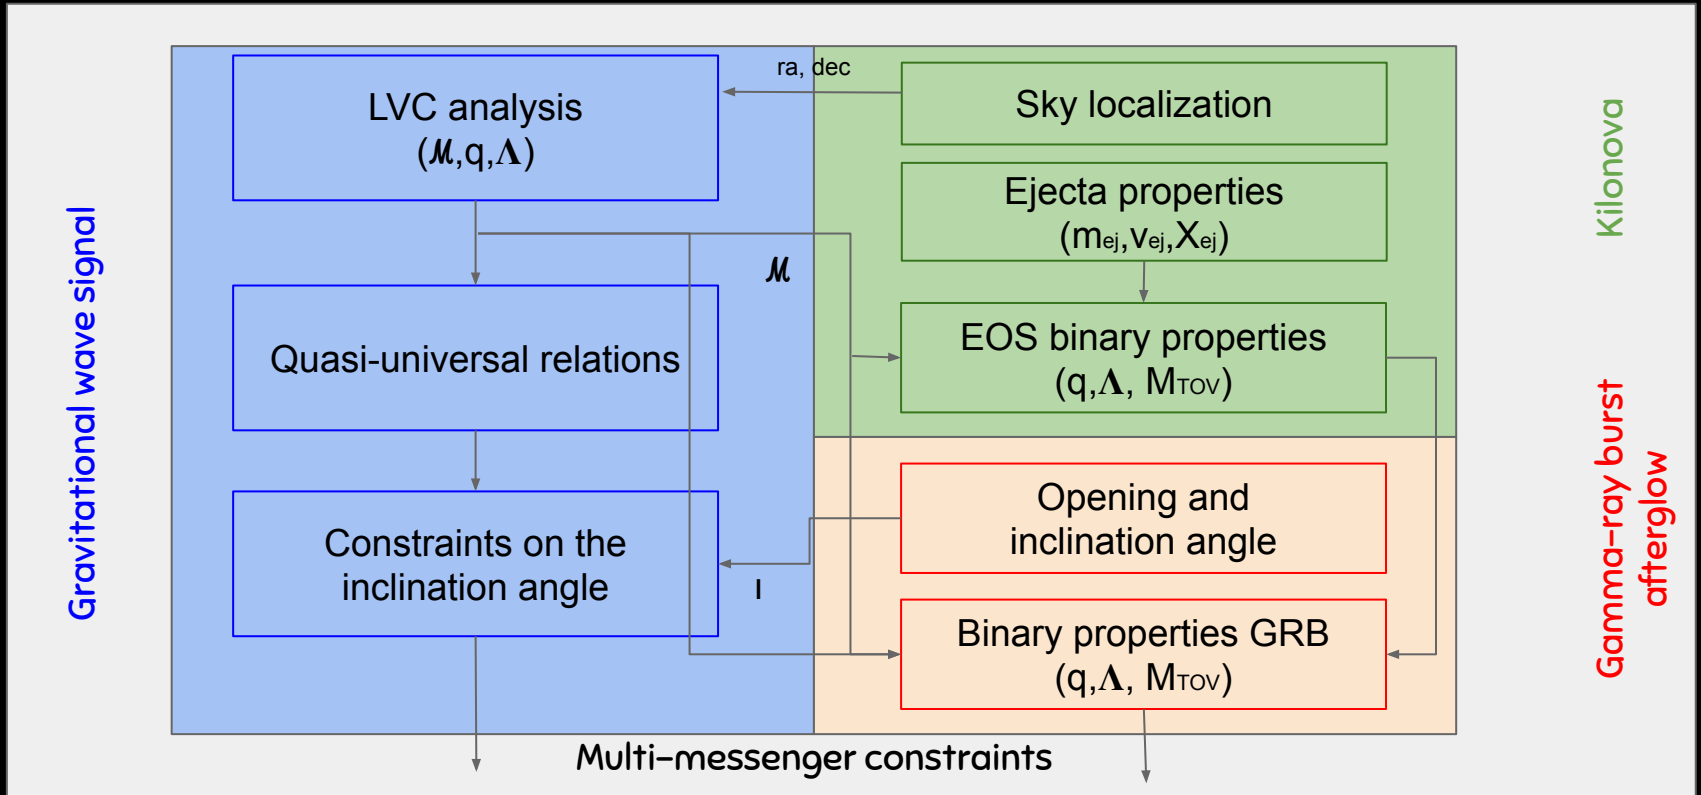 Gravitational wave signal
LVC analysis
(ℳ,q,Λ)
Quasi-universal relations
Constraints on the
inclination angle
ra, dec
ℳ
I
Sky localization
Ejecta properties
(mej,vej,Xej)
EOS binary properties
(q,Λ, MTOV)
Opening and
inclination angle
Binary properties GRB
(q,Λ, MTOV)
Kilonova
Gamma-ray burst
afterglow
Multi-messenger constraints